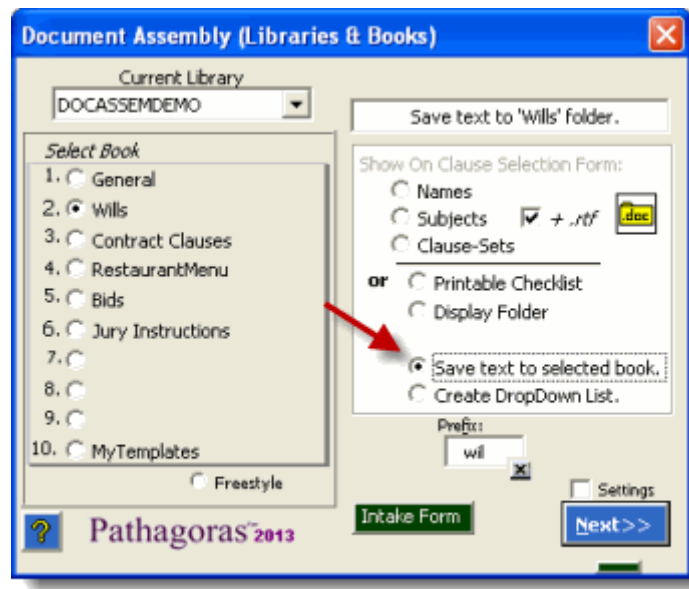 Document Assembly (Libraries & Books)
Current Library
DOCASSEMDEMO
Select Book
1. General
2. Wills
3. Contract Clauses
4. RestaurantMenu
5. Bids
6. Jury Instructions
7.
8.
9.
10. MyTemplates
Freestyle
? Pathagoras™2013
Save text to 'Wills' folder.
Show On Clause Selection Form:
Names
Subjects + .rtf .doc
Clause-Sets
or Printable Checklist
Display Folder
Save text to selected book.
Create DropDown List.
Prefix:
wil
x
Settings
Intake Form
Next>>